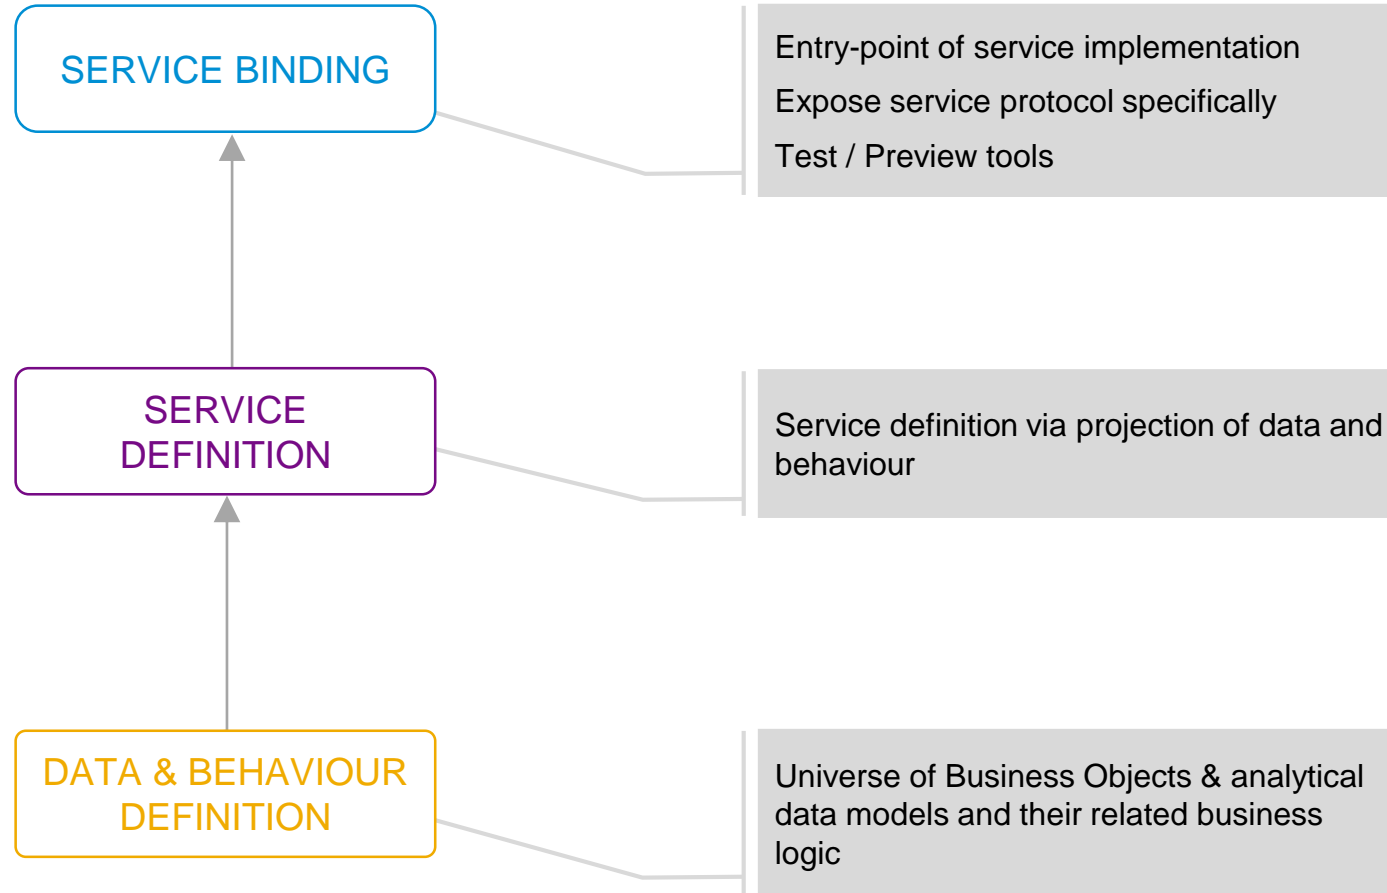 SERVICE BINDING
Entry-point of service implementation
Expose service protocol specifically
Test / Preview tools
SERVICE
DEFINITION
Service definition via projection of data and
behaviour
DATA & BEHAVIOUR
DEFINITION
Universe of Business Objects & analytical
data models and their related business
logic